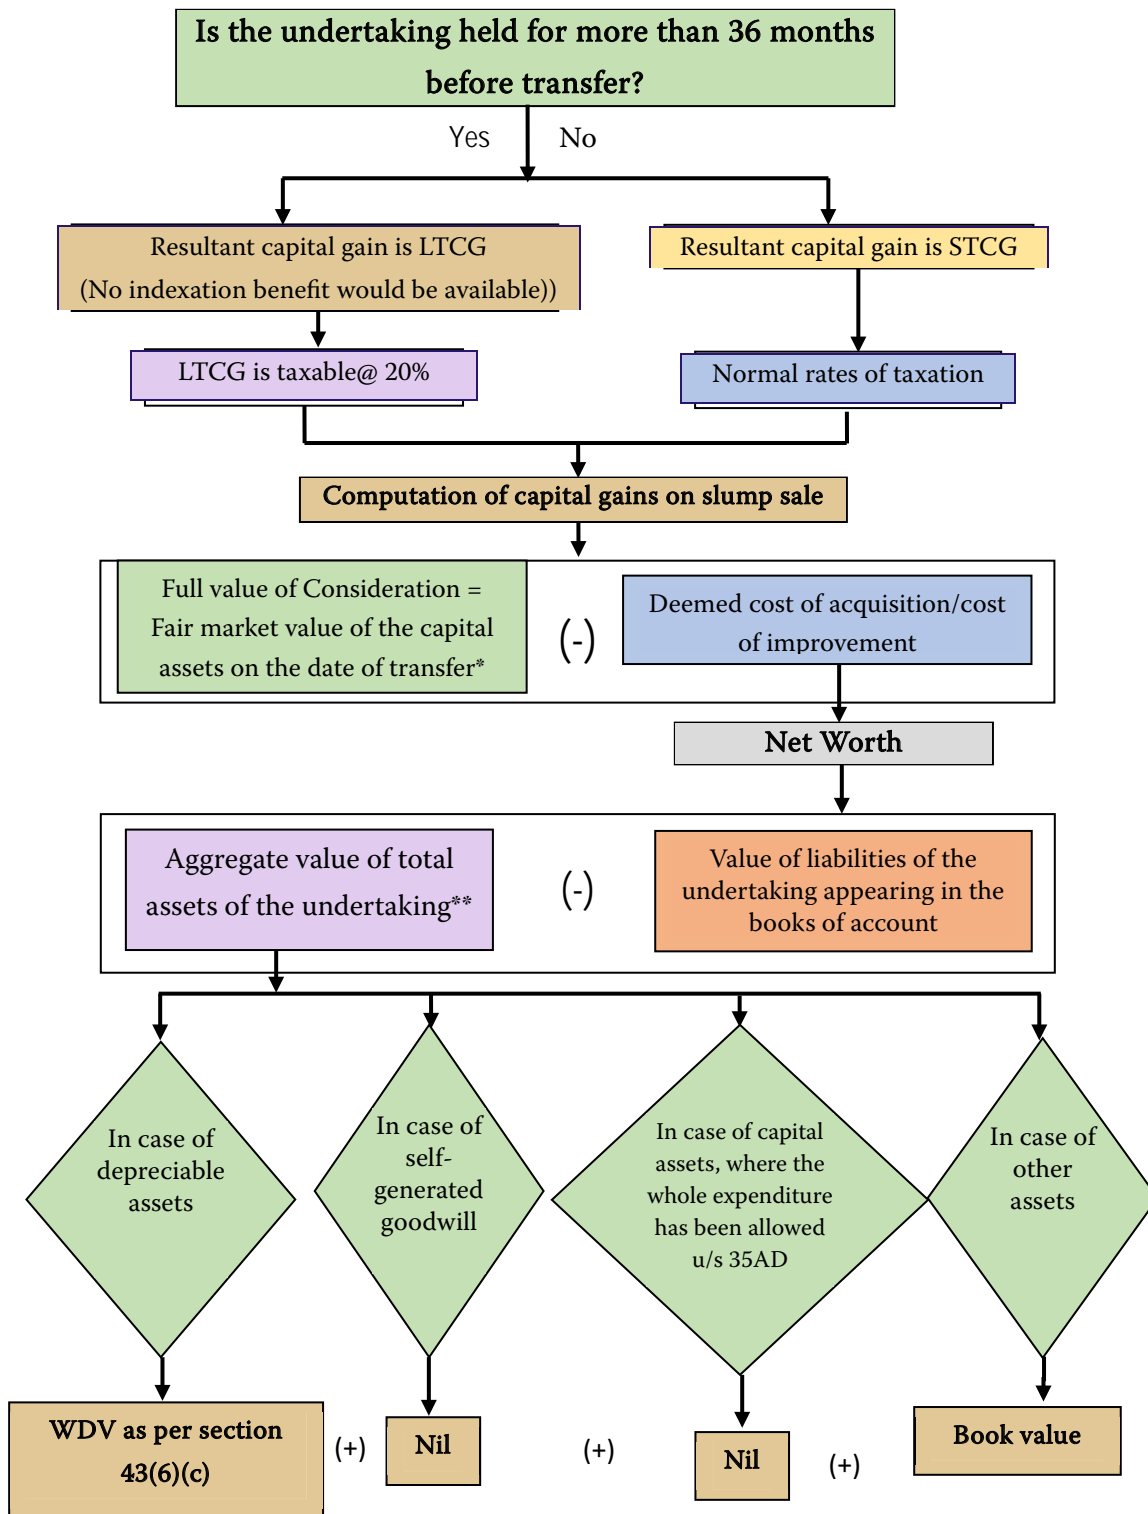 Is the undertaking held for more than 36 months
before transfer?
Yes
No
Resultant capital gain is LTCG
(No indexation benefit would be available))
Resultant capital gain is STCG
LTCG is taxable@ 20%
Normal rates of taxation
Computation of capital gains on slump sale
Full value of Consideration =
Fair market value of the capital
assets on the date of transfer*
(-)
Deemed cost of acquisition/cost
of improvement
Net Worth
Aggregate value of total
assets of the undertaking**
(-)
Value of liabilities of the
undertaking appearing in the
books of account
In case of
depreciable
assets
In case of
self-
generated
goodwill
In case of capital
assets, where the
whole expenditure
has been allowed
u/s 35AD
In case of
other
assets
WDV as per section
43(6)(c)
(+)
Nil
(+)
Nil
(+)
Book value